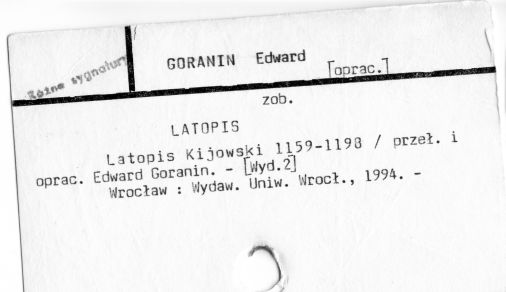 Różne sygnatury
GORANIN Edward
[oprac.]
zob.
LATOPIS
Latopis Kijowski 1159-1198 / przeł. i
oprac. Edward Goranin. - [Wyd.2]
Wrocław : Wydaw. Uniw. Wrocł., 1994. -